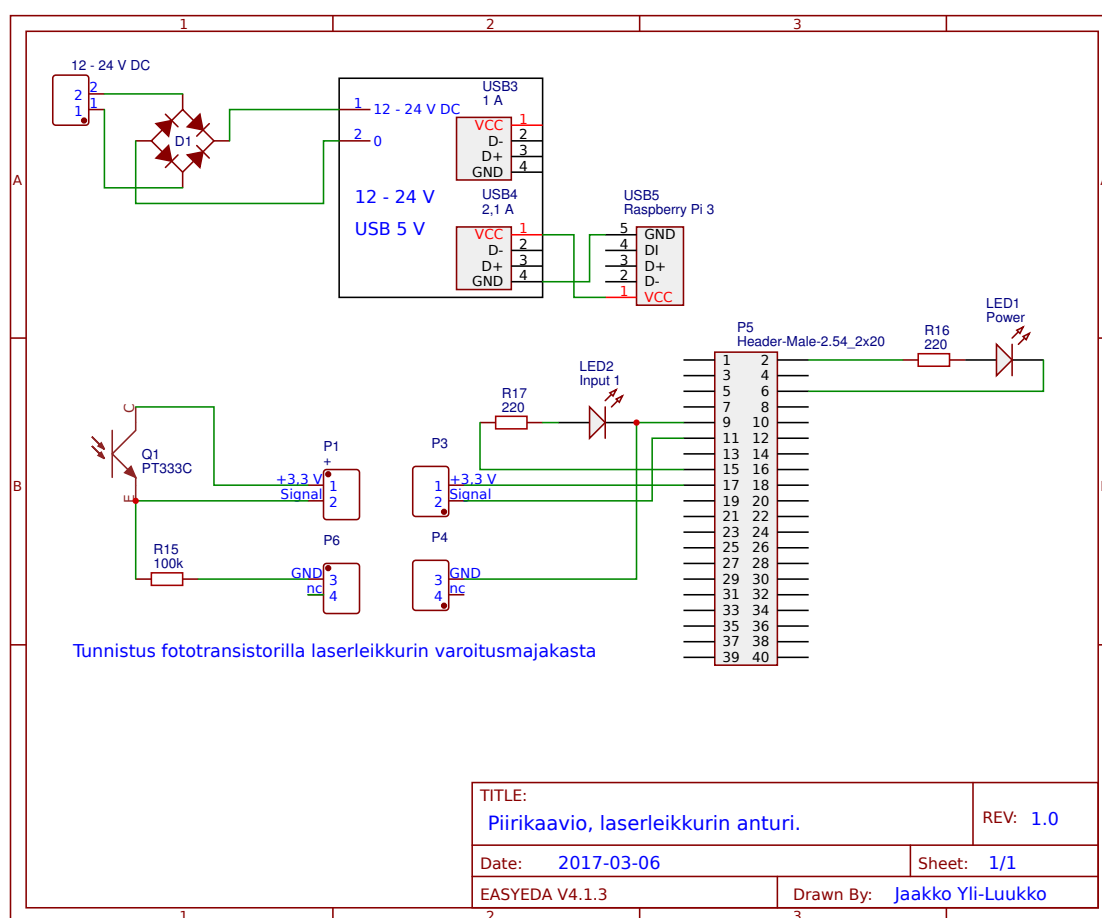 1 2 3
A
B
12 - 24 V DC
2 2
1 1
D1
1 12 - 24 V DC
2 0
12 - 24 V
USB 5 V
USB3
1 A
VCC 1
D- 2
D+ 3
GND 4
USB4
2,1 A
VCC 1
D- 2
D+ 3
GND 4
USB5
Raspberry Pi 3
5 GND
4 DI
3 D+
2 D-
1 VCC
LED1
Power
R16
220
P5
Header-Male-2.54_2x20
1 2
3 4
5 6
7 8
9 10
11 12
13 14
15 16
17 18
19 20
21 22
23 24
25 26
27 28
29 30
31 32
33 34
35 36
37 38
39 40
LED2
Input 1
R17
220
C
Q1
PT333C
E
R15
100k
P1
+
+3,3 V 1
Signal 2
P3
1 +3,3 V
2 Signal
P6
GND 3
nc 4
P4
3 GND
4 nc
Tunnistus fototransistorilla laserleikkurin varoitusmajakasta
TITLE:
Piirikaavio, laserleikkurin anturi.
REV: 1.0
Date: 2017-03-06
Sheet: 1/1
EASYEDA V4.1.3
Drawn By: Jaakko Yli-Luukko
1 2 3